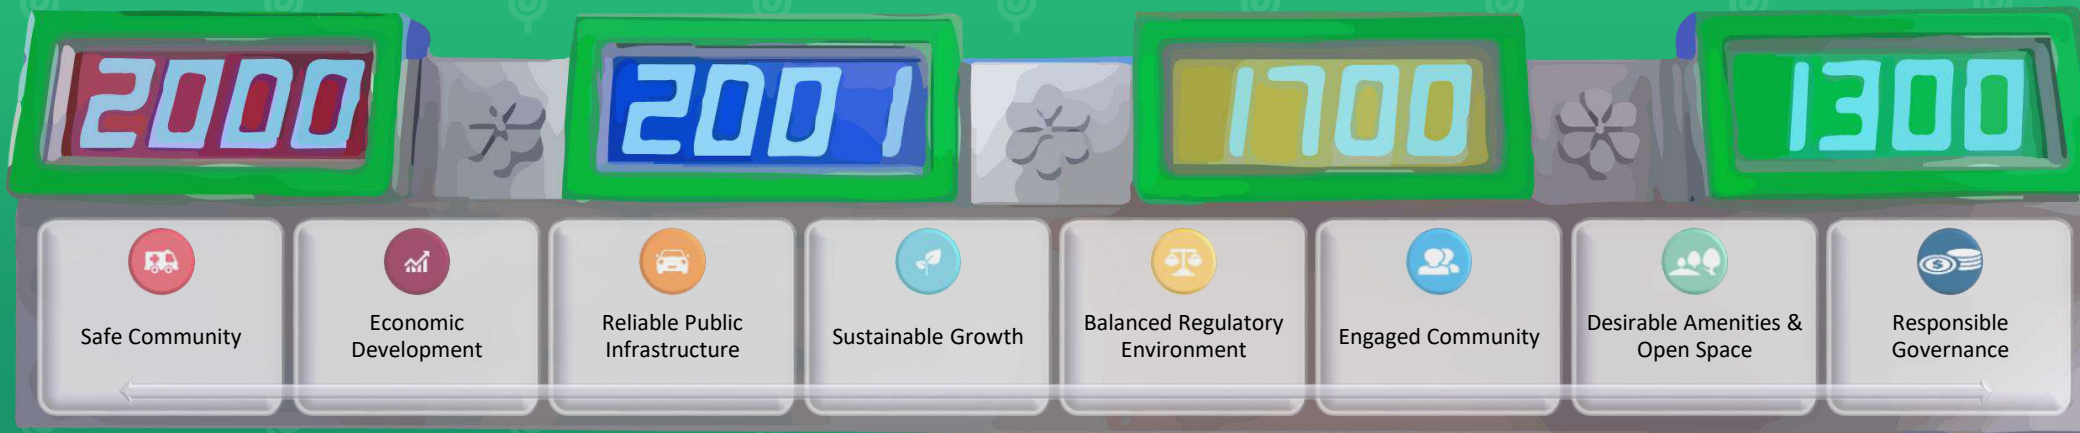 2000
2001
1700
1300
Safe Community
Economic
Development
Reliable Public
Infrastructure
Sustainable Growth
Balanced Regulatory
Environment
Engaged Community
Desirable Amenities &
Open Space
Responsible
Governance